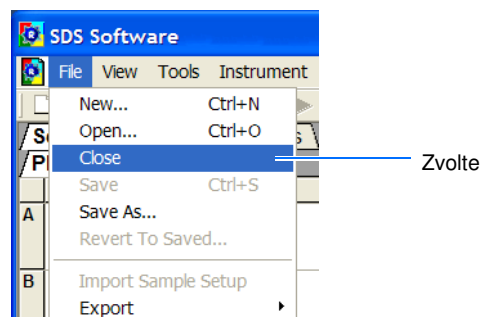 SDS Software
File View Tools Instrument
New... Ctrl+N
Open... Ctrl+O
Close
Zvolte
Save Ctrl+S
A
Save As...
Revert To Saved...
B
Import Sample Setup
Export